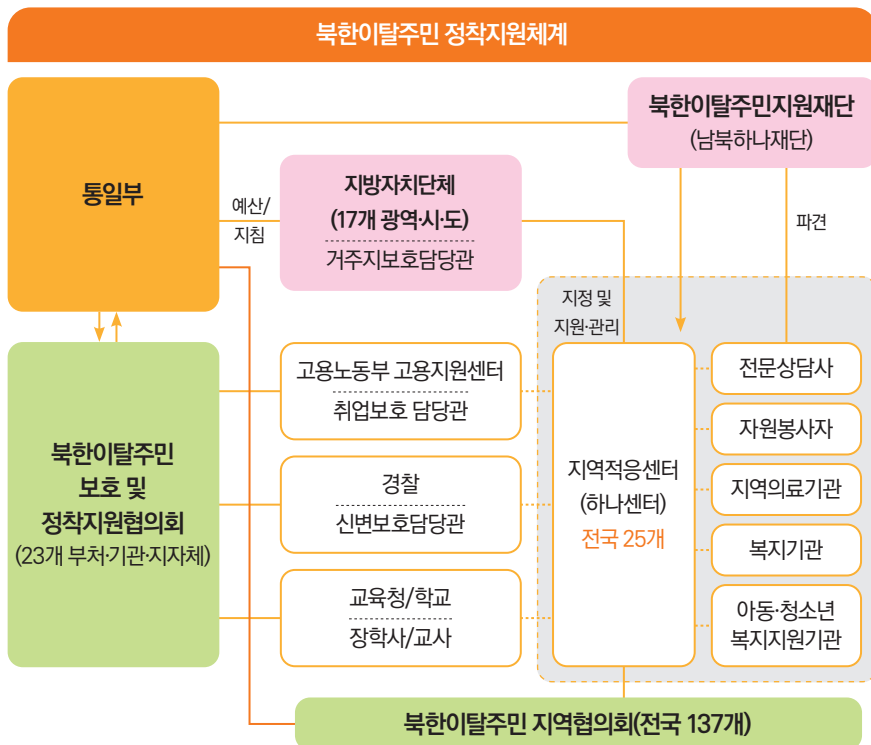 북한이탈주민 정착지원체계
통일부
북한이탈주민지원재단
(남북하나재단)
예산/
지침
지방자치단체
(17개 광역·시·도)
거주지보호담당관
파견
지정 및
지원·관리
북한이탈주민
보호 및
정착지원협의회
(23개 부처·기관·지자체)
고용노동부 고용지원센터
취업보호 담당관
경찰
신변보호담당관
교육청/학교
장학사/교사
지역적응센터
(하나센터)
전국 25개
전문상담사
자원봉사자
지역의료기관
복지기관
아동·청소년
복지지원기관
북한이탈주민 지역협의회(전국 137개)